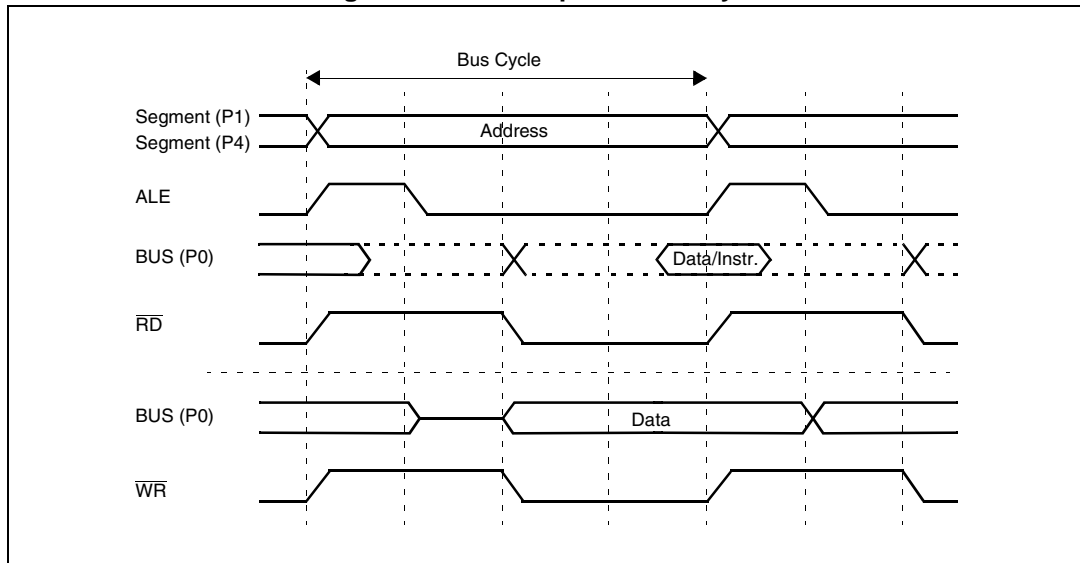 Bus Cycle
Segment (P1)
Segment (P4)
Address
ALE
BUS (P0)
Data/Instr.
RD
BUS (P0)
Data
WR